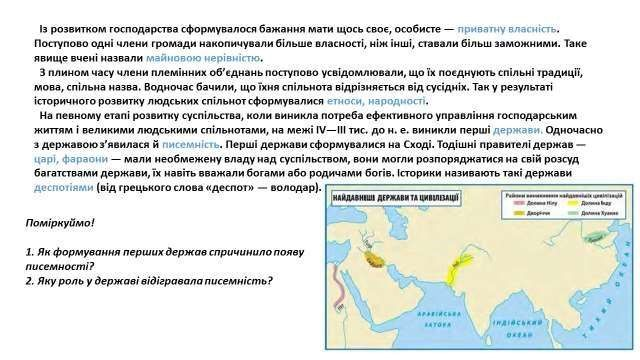 Із розвитком господарства сформувалося бажання мати щось своє, особисте — приватну власність.
Поступово одні члени громади накопичували більше власності, ніж інші, ставали більш заможними. Таке
явище вчені назвали майновою нерівністю.
З плином часу члени племінних об’єднань поступово усвідомлювали, що їх поєднують спільні традиції,
мова, спільна назва. Водночас бачили, що їхня спільнота відрізняється від сусідніх. Так у результаті
історичного розвитку людських спільнот сформувалися етноси, народності.
На певному етапі розвитку суспільства, коли виникла потреба ефективного управління господарським
життям і великими людськими спільнотами, на межі IV—III тис. до н. е. виникли перші держави. Одночасно
з державою з’явилася й писемність. Перші держави сформувалися на Сході. Тодішні правителі держав —
царі, фараони — мали необмежену владу над суспільством, вони могли розпоряджатися на свій розсуд
багатствами держави, їх навіть вважали богами або родичами богів. Історики називають такі держави
деспотіями (від грецького слова «деспот» — володар).
НАЙДАВНІШІ ДЕРЖАВИ ТА ЦИВІЛІЗАЦІЇ
Райони виникнення найдавніших цивілізацій
Долина Нілу
Долина Інду
Дворіччя
Долина Хуанхе
Поміркуймо!
1. Як формування перших держав спричинило появу
писемності?
2. Яку роль у державі відігравала писемність?
АРАВІЙСЬКА
ЗАТОКА
ІНДІЙСЬКИЙ
ОКЕАН
ТИХИЙ ОКЕАН